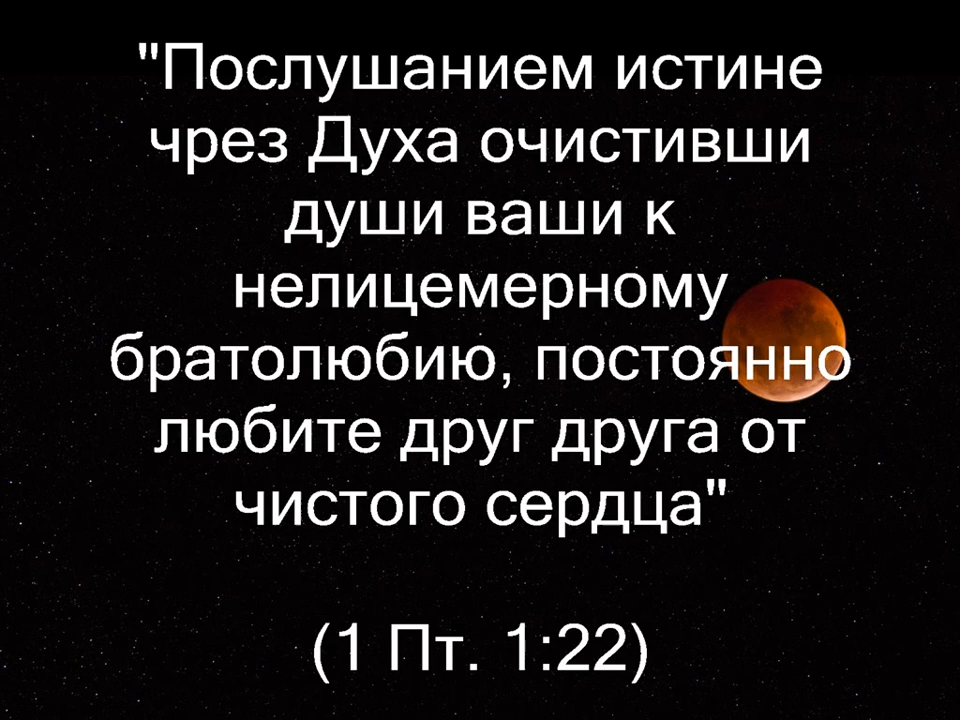 "Послушанием истине
чрез Духа очистивши
души ваши к
нелицемерному
братолюбию, постоянно
любите друг друга от
чистого сердца"
(1 Пт. 1:22)